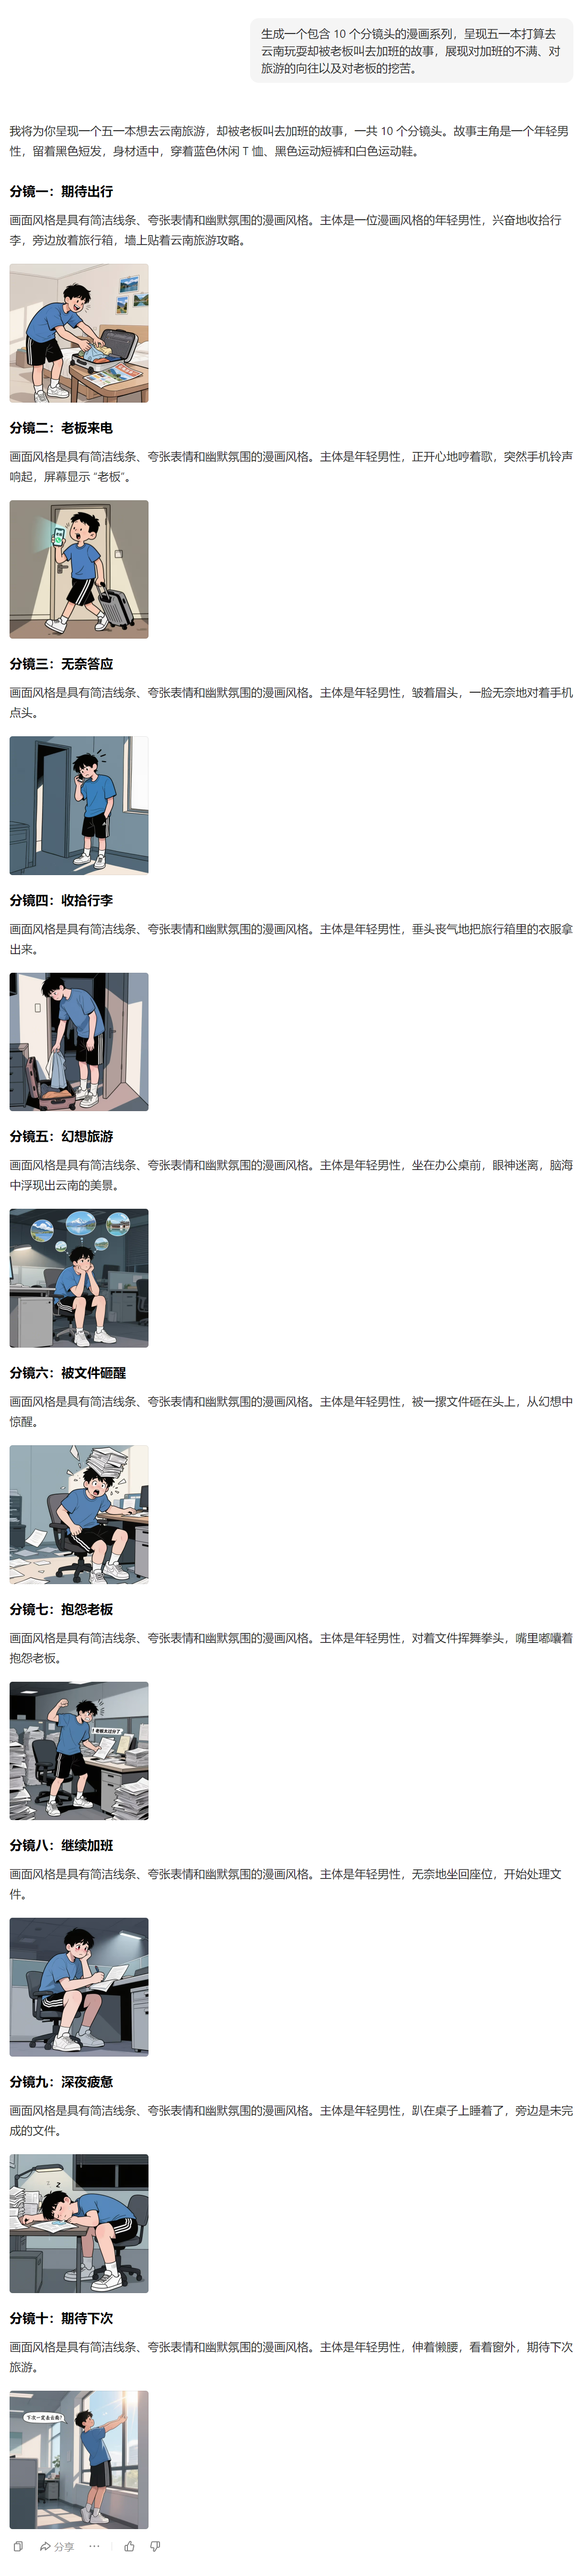 生成一个包含 10 个分镜头的漫画系列，呈现五一本打算去
云南玩耍却被老板叫去加班的故事，展现对加班的不满、对
旅游的向往以及对老板的挖苦。
我将为你呈现一个五一本想去云南旅游，却被老板叫去加班的故事，一共 10 个分镜头。故事主角是一个年轻男
性，留着黑色短发，身材适中，穿着蓝色休闲 T 恤、黑色运动短裤和白色运动鞋。
分镜一：期待出行
画面风格是具有简洁线条、夸张表情和幽默氛围的漫画风格。主体是一位漫画风格的年轻男性，兴奋地收拾行
李，旁边放着旅行箱，墙上贴着云南旅游攻略。
分镜二：老板来电
画面风格是具有简洁线条、夸张表情和幽默氛围的漫画风格。主体是年轻男性，正开心地哼着歌，突然手机铃声
响起，屏幕显示 “老板”。
分镜三：无奈答应
画面风格是具有简洁线条、夸张表情和幽默氛围的漫画风格。主体是年轻男性，皱着眉头，一脸无奈地对着手机
点头。
分镜四：收拾行李
画面风格是具有简洁线条、夸张表情和幽默氛围的漫画风格。主体是年轻男性，垂头丧气地把旅行箱里的衣服拿
出来。
分镜五：幻想旅游
画面风格是具有简洁线条、夸张表情和幽默氛围的漫画风格。主体是年轻男性，坐在办公桌前，眼神迷离，脑海
中浮现出云南的美景。
分镜六：被文件砸醒
画面风格是具有简洁线条、夸张表情和幽默氛围的漫画风格。主体是年轻男性，被一摞文件砸在头上，从幻想中
惊醒。
分镜七：抱怨老板
画面风格是具有简洁线条、夸张表情和幽默氛围的漫画风格。主体是年轻男性，对着文件挥舞拳头，嘴里嘟囔着
抱怨老板。
！老板太过分了
分镜八：继续加班
画面风格是具有简洁线条、夸张表情和幽默氛围的漫画风格。主体是年轻男性，无奈地坐回座位，开始处理文
件。
分镜九：深夜疲惫
画面风格是具有简洁线条、夸张表情和幽默氛围的漫画风格。主体是年轻男性，趴在桌子上睡着了，旁边是未完
成的文件。
z Z
分镜十：期待下次
画面风格是具有简洁线条、夸张表情和幽默氛围的漫画风格。主体是年轻男性，伸着懒腰，看着窗外，期待下次
旅游。
下次一定去云南！
分享